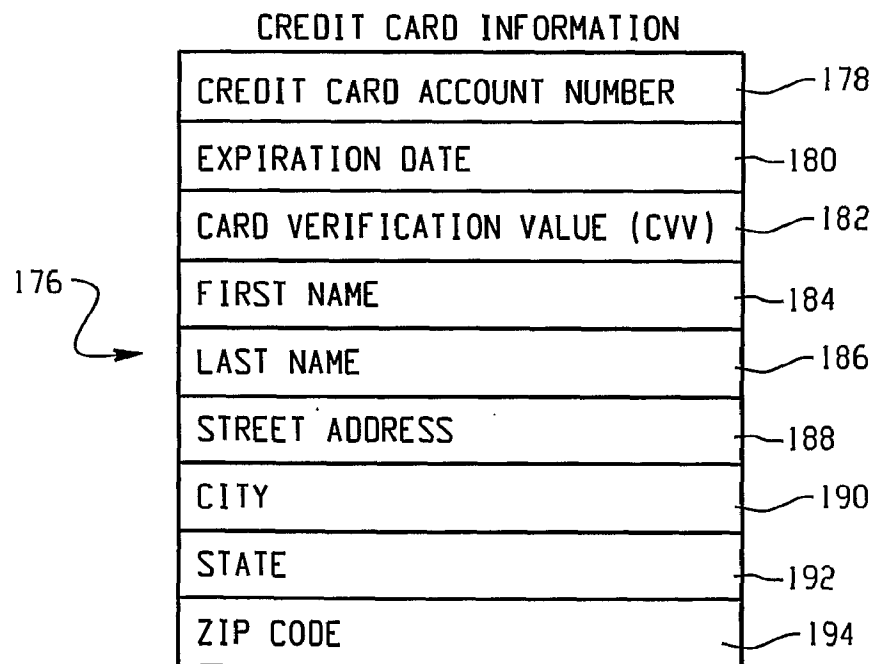 CREDIT CARD INFORMATION
CREDIT CARD ACCOUNT NUMBER 178
EXPIRATION DATE 180
CARD VERIFICATION VALUE (CVV) 182
176
FIRST NAME 184
LAST NAME 186
STREET ADDRESS 188
CITY 190
STATE 192
ZIP CODE 194